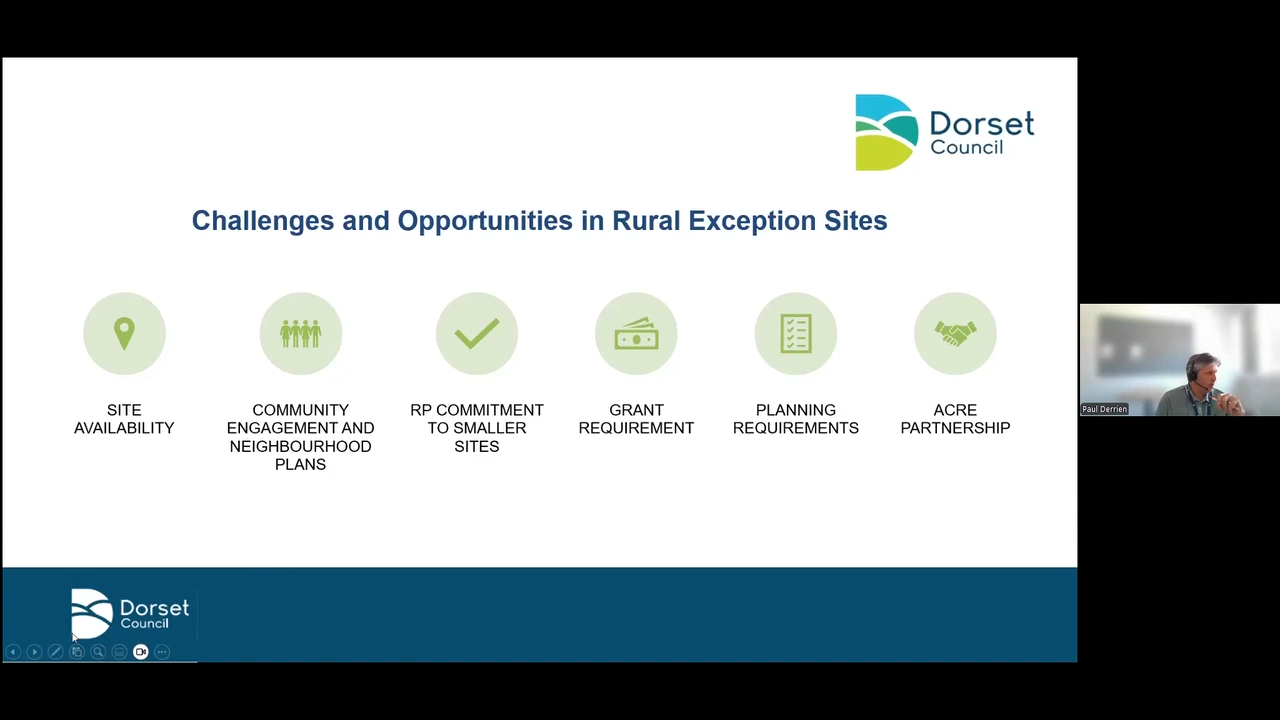 Dorset
Council
Challenges and Opportunities in Rural Exception Sites
SITE
AVAILABILITY
COMMUNITY
ENGAGEMENT AND
NEIGHBOURHOOD
PLANS
RP COMMITMENT
TO SMALLER
SITES
GRANT
REQUIREMENT
PLANNING
REQUIREMENTS
ACRE
PARTNERSHIP
Paul Derrien
Dorset
Council